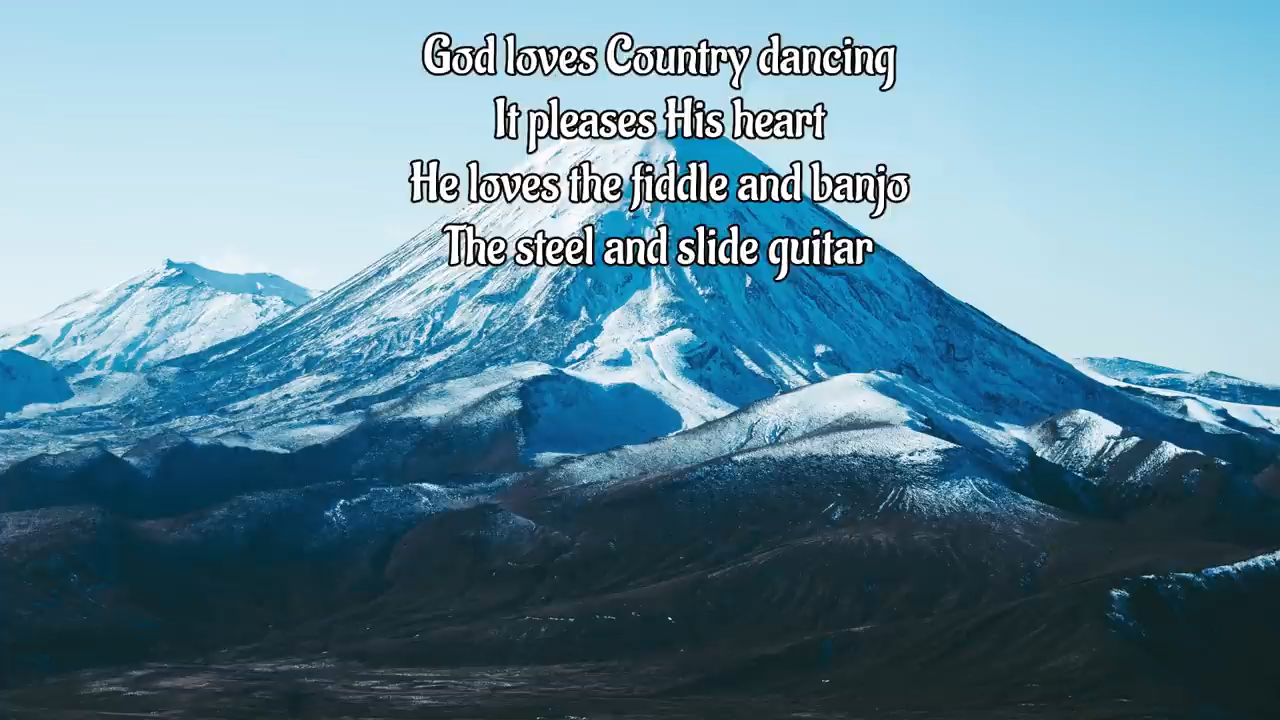 God loves Country dancing
It pleases His heart
He loves the fiddle and banjo
The steel and slide guitar